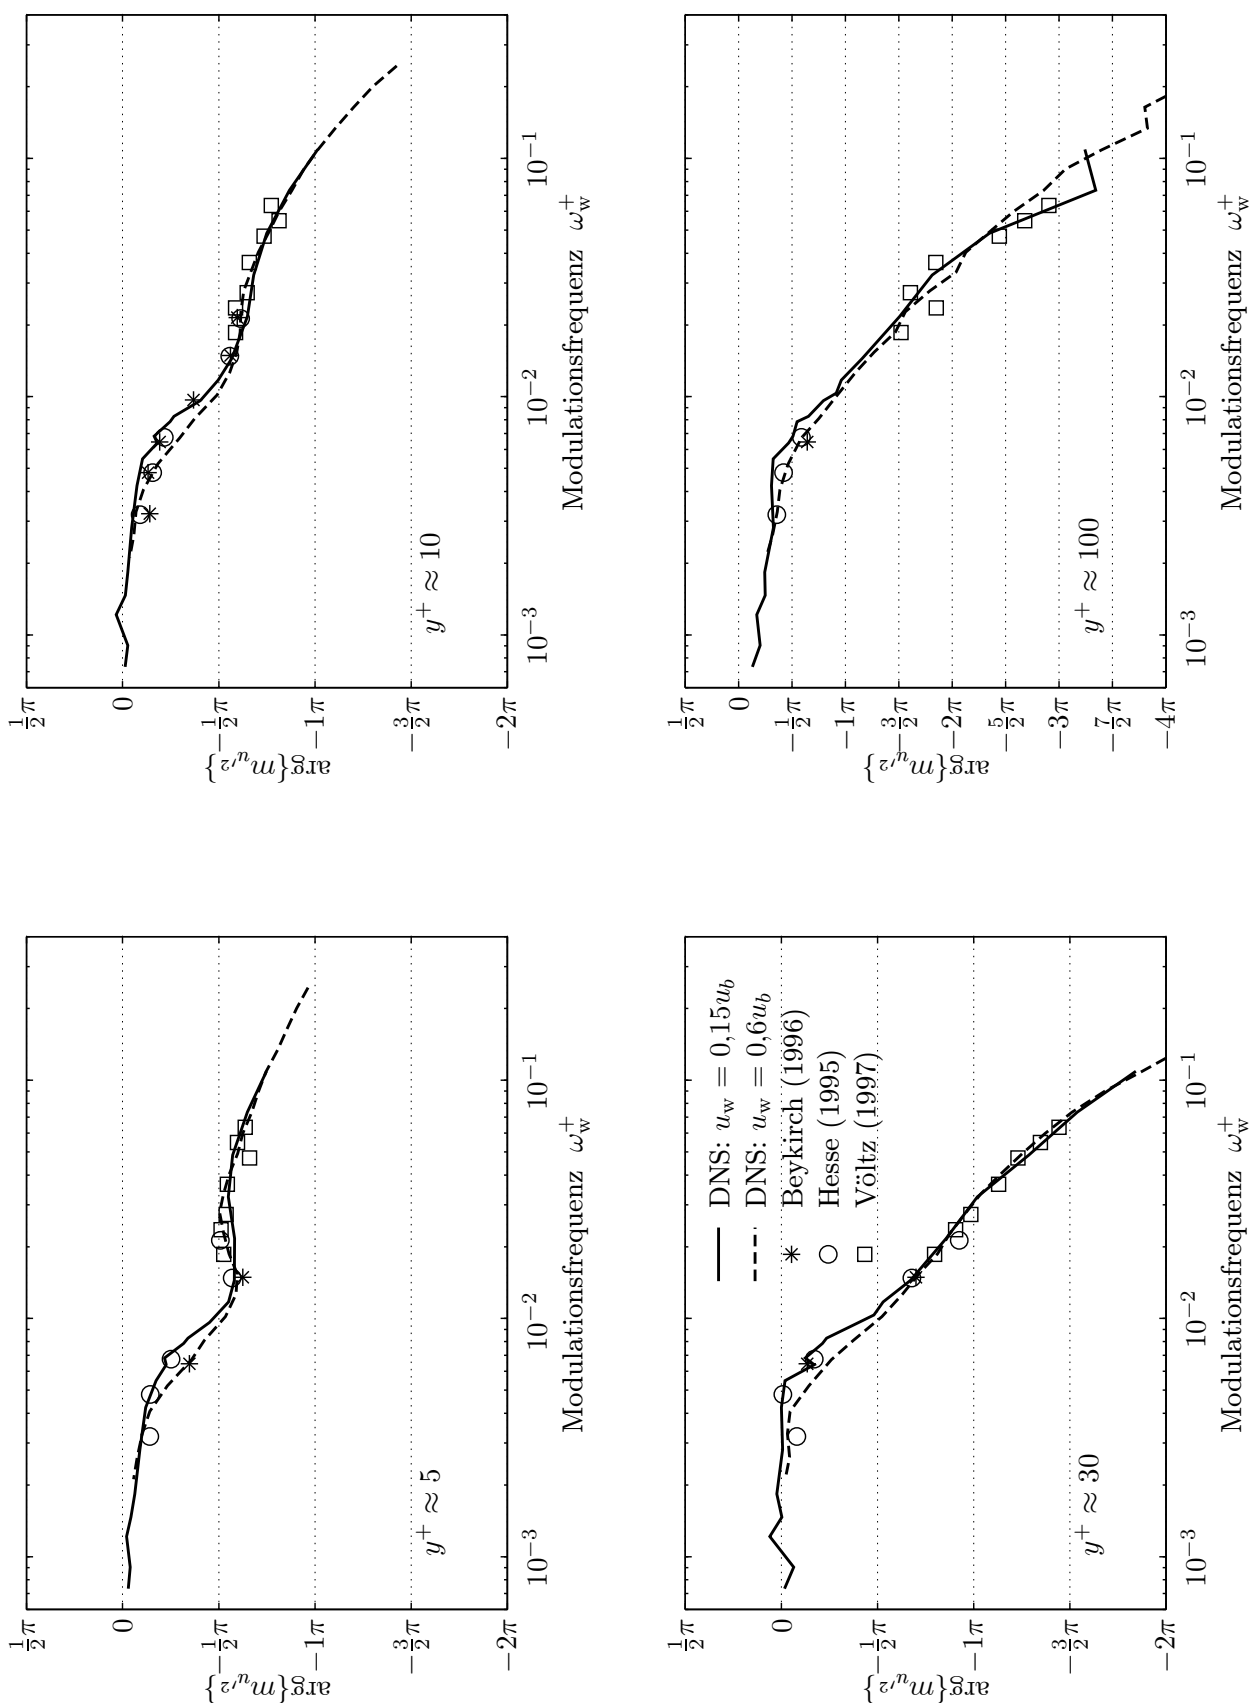 arg{m_{u'^2}}
½π
0
−½π
−1π
−3/2π
−2π
10⁻³
10⁻²
10⁻¹
y⁺ ≈ 5
Modulationsfrequenz ω_w⁺
arg{m_{u'^2}}
½π
0
−½π
−1π
−3/2π
−2π
10⁻³
10⁻²
10⁻¹
y⁺ ≈ 10
Modulationsfrequenz ω_w⁺
arg{m_{u'^2}}
½π
0
−½π
−1π
−3/2π
−2π
DNS: u_w = 0,15u_b
DNS: u_w = 0,6u_b
Beykirch (1996)
Hesse (1995)
Völtz (1997)
y⁺ ≈ 30
10⁻³
10⁻²
10⁻¹
Modulationsfrequenz ω_w⁺
arg{m_{u'^2}}
½π
0
−½π
−1π
−3/2π
−2π
−5/2π
−3π
−7/2π
−4π
y⁺ ≈ 100
10⁻³
10⁻²
10⁻¹
Modulationsfrequenz ω_w⁺